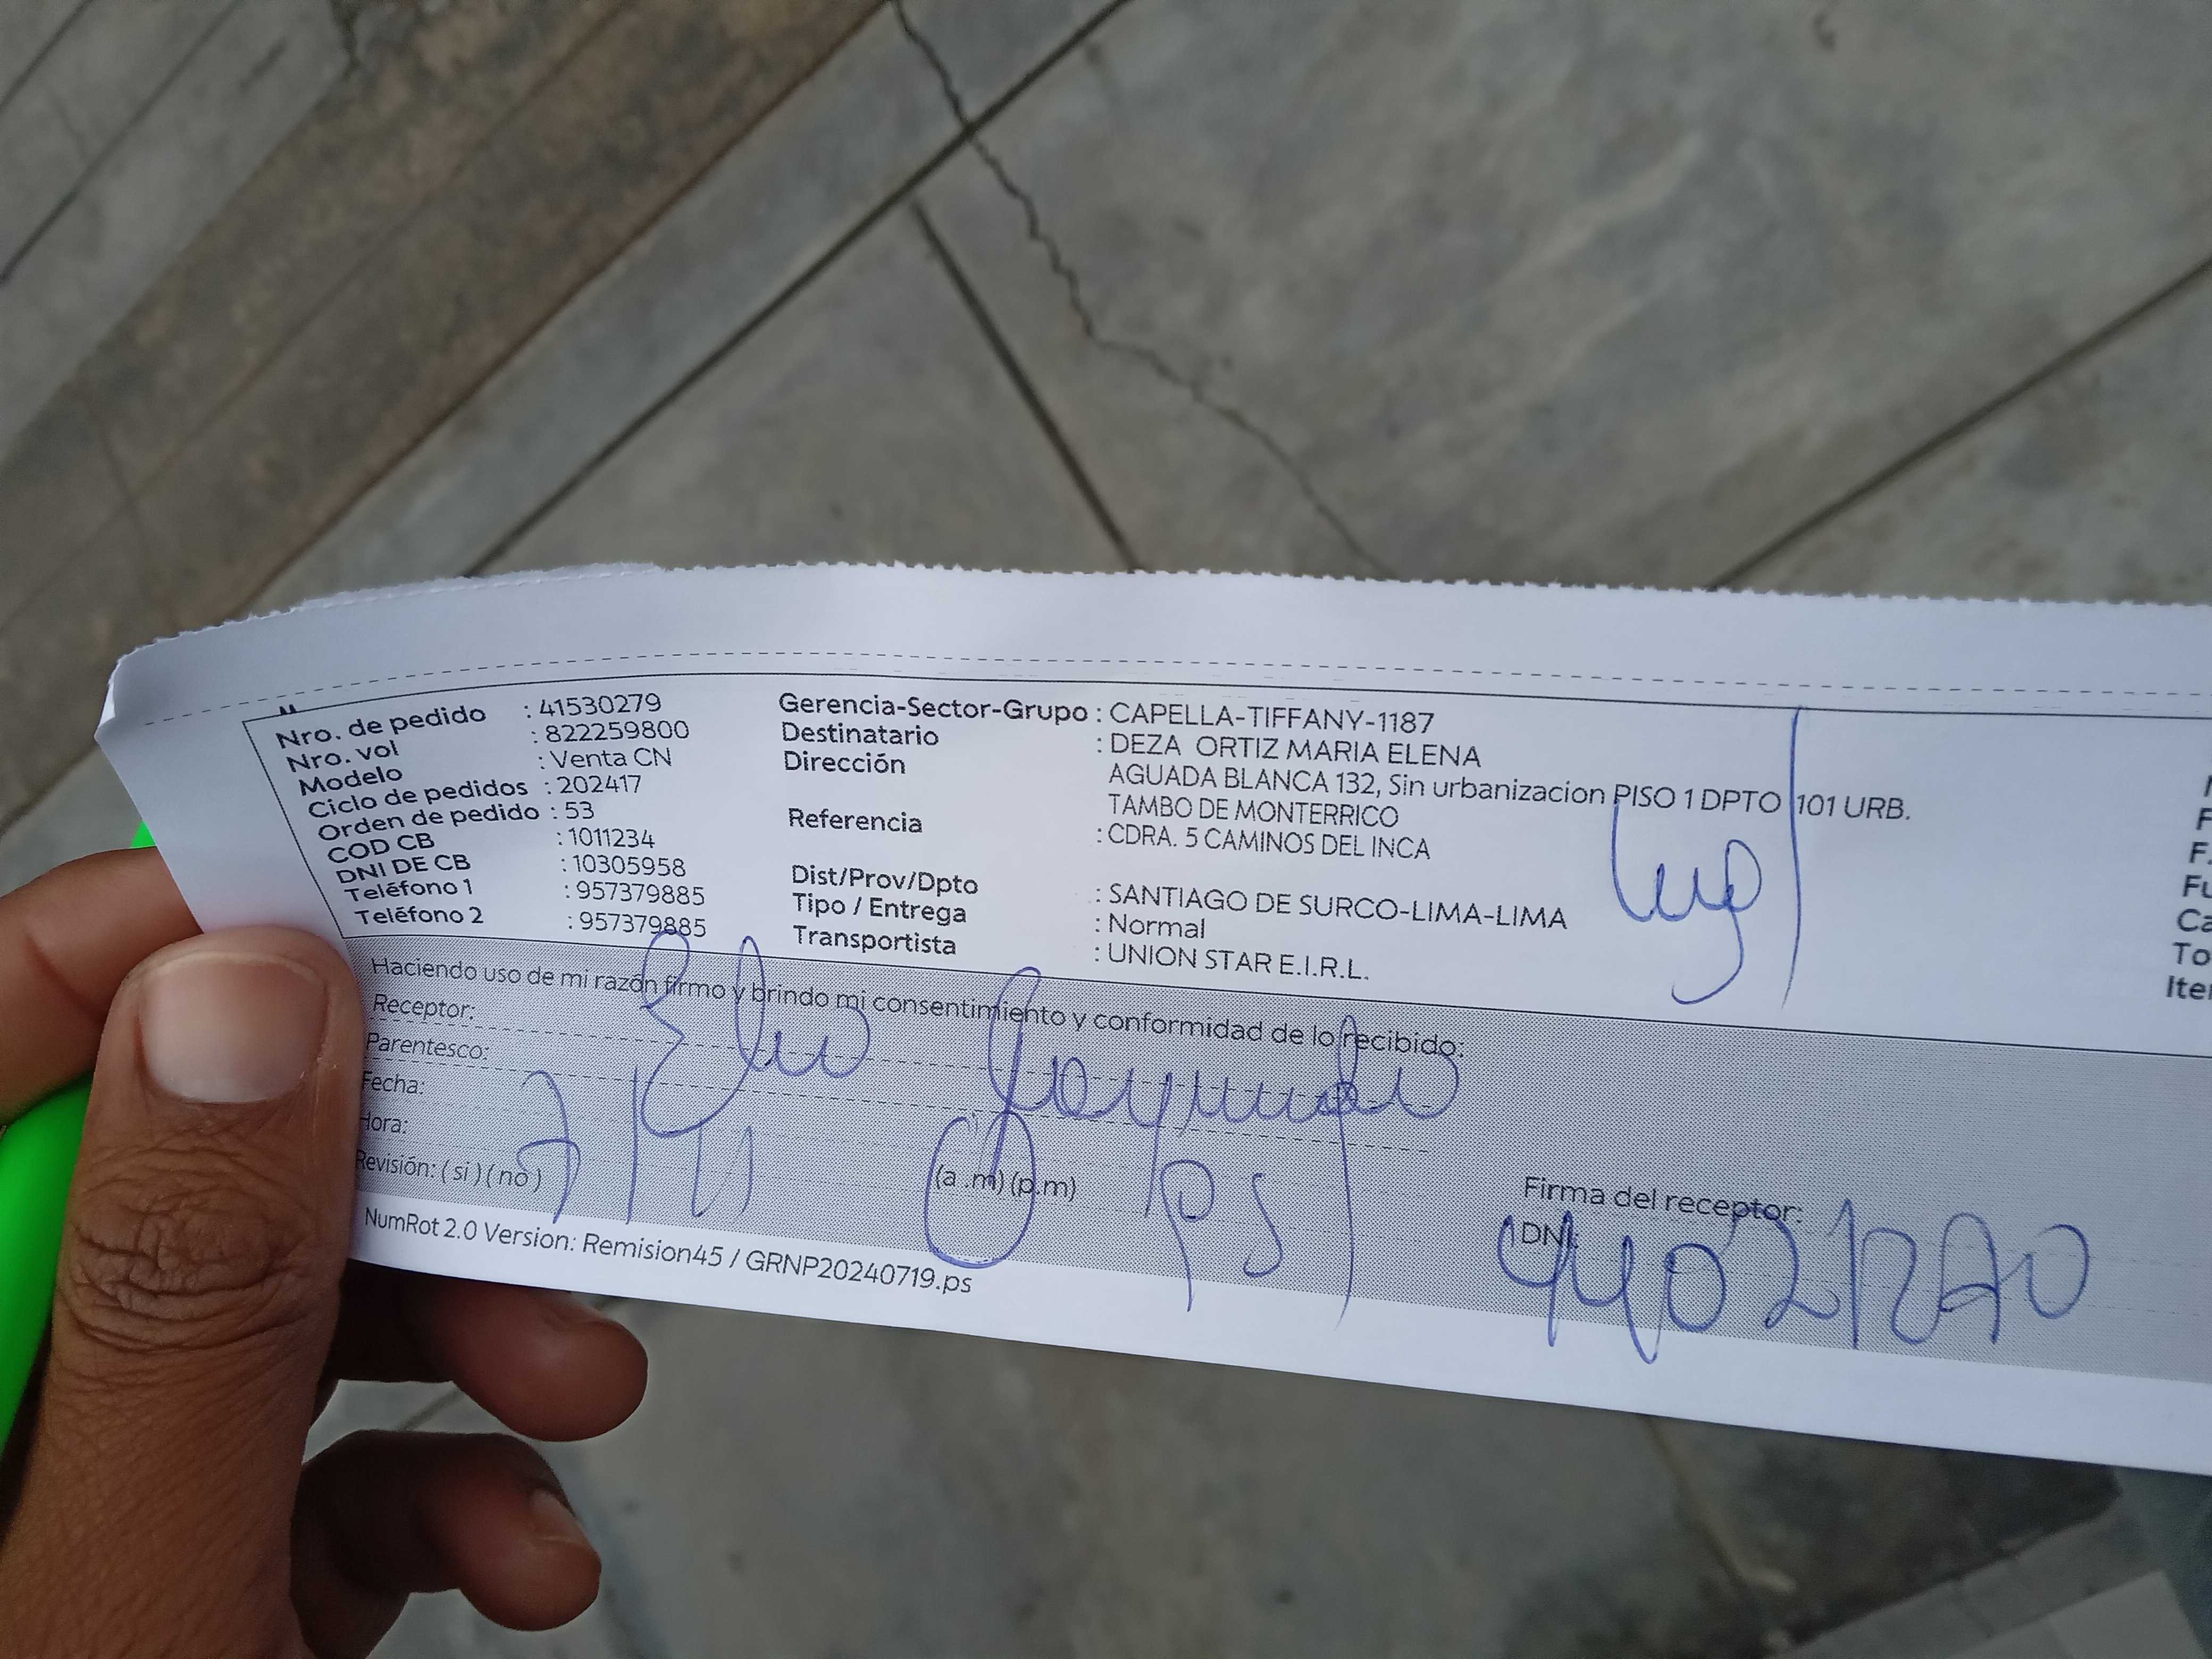 Nro. de pedido : 41530279
Nro. vol : 822259800
Modelo : Venta CN
Ciclo de pedidos : 202417
Orden de pedido : 53
COD CB : 1011234
DNI DE CB : 10305958
Teléfono 1 : 957379885
Teléfono 2 : 957379885
Gerencia-Sector-Grupo : CAPELLA-TIFFANY-1187
Destinatario : DEZA ORTIZ MARIA ELENA
Dirección AGUADA BLANCA 132, Sin urbanizacion PISO 1 DPTO 101 URB.
TAMBO DE MONTERRICO
Referencia : CDRA. 5 CAMINOS DEL INCA
Dist/Prov/Dpto : SANTIAGO DE SURCO-LIMA-LIMA
Tipo / Entrega : Normal
Transportista : UNION STAR E.I.R.L.
F.
Haciendo uso de mi razón firmo y brindo mi consentimiento y conformidad de lo recibido:
Receptor:
Parentesco:
Fecha:
Hora: (a .m) (p.m)
Revisión: ( si ) ( no )
Firma del receptor:
DNI:
NumRot 2.0 Version: Remision45 / GRNP20240719.ps